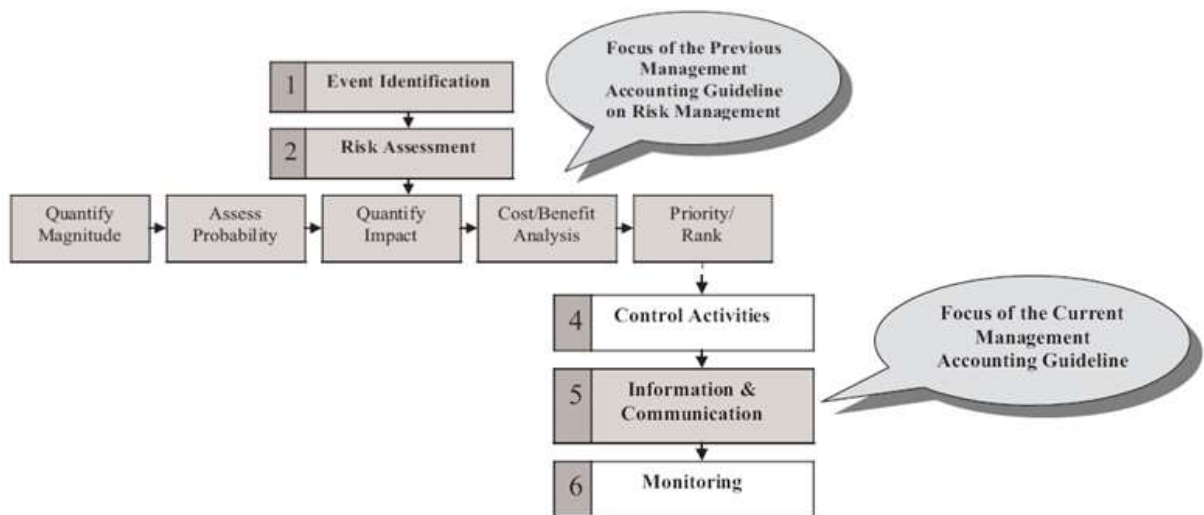 Focus of the Previous
Management
Accounting Guideline
on Risk Management
1 Event Identification
2 Risk Assessment
Quantify
Magnitude
Assess
Probability
Quantify
Impact
Cost/Benefit
Analysis
Priority/
Rank
4 Control Activities
Focus of the Current
Management
Accounting Guideline
5 Information &
Communication
6 Monitoring